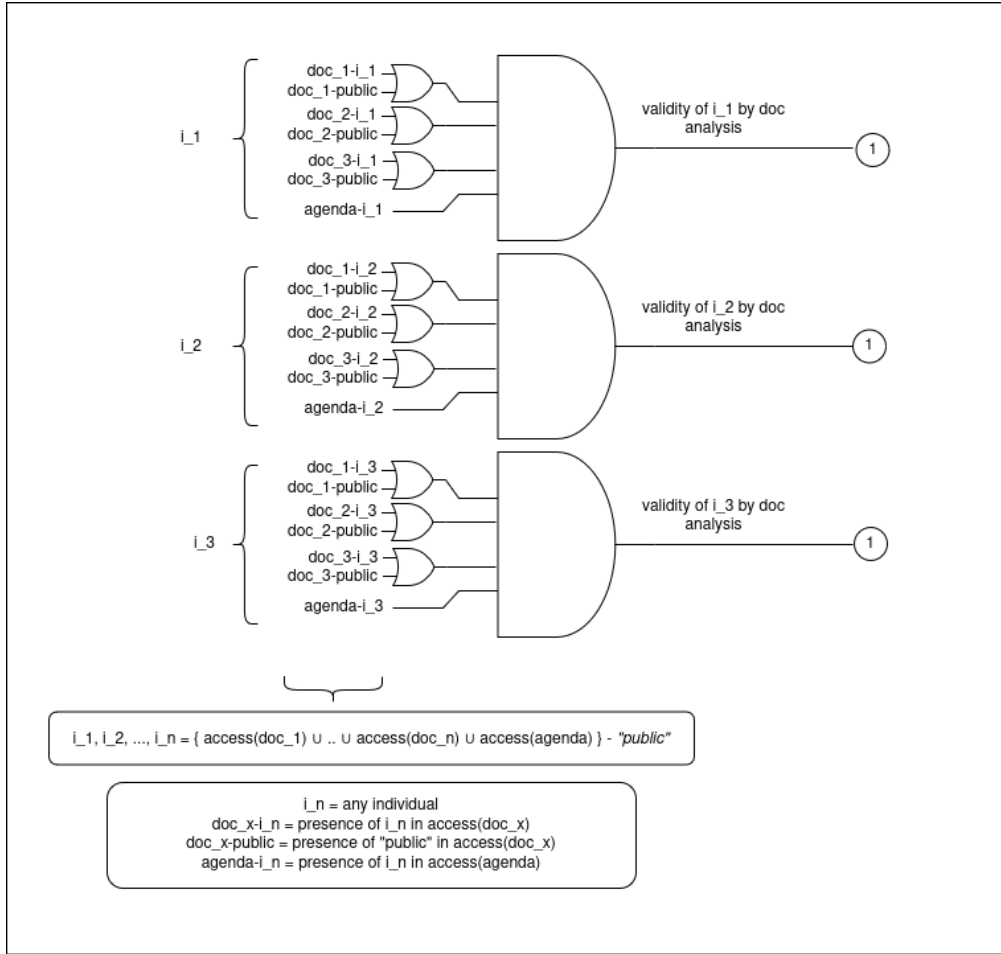 i_1
doc_1-i_1
doc_1-public
doc_2-i_1
doc_2-public
doc_3-i_1
doc_3-public
agenda-i_1
validity of i_1 by doc
analysis
1
i_2
doc_1-i_2
doc_1-public
doc_2-i_2
doc_2-public
doc_3-i_2
doc_3-public
agenda-i_2
validity of i_2 by doc
analysis
1
i_3
doc_1-i_3
doc_1-public
doc_2-i_3
doc_2-public
doc_3-i_3
doc_3-public
agenda-i_3
validity of i_3 by doc
analysis
1
i_1, i_2, ..., i_n = { access(doc_1) ∪ .. ∪ access(doc_n) ∪ access(agenda) } - "public"
i_n = any individual
doc_x-i_n = presence of i_n in access(doc_x)
doc_x-public = presence of "public" in access(doc_x)
agenda-i_n = presence of i_n in access(agenda)